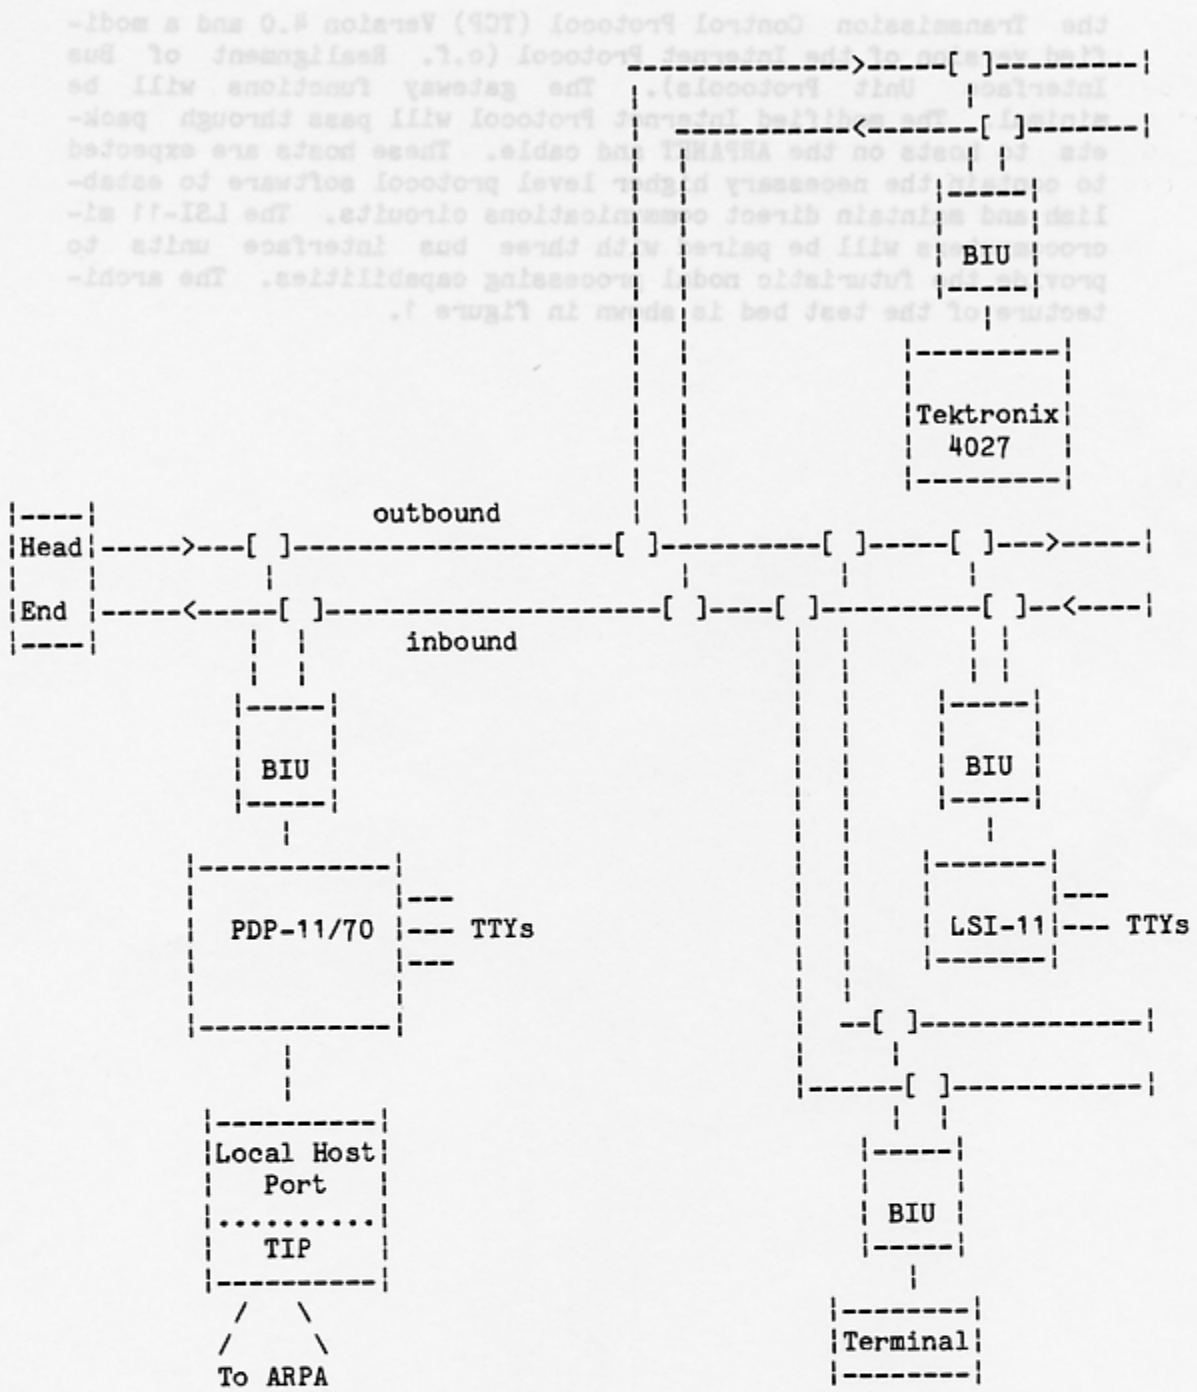 the Transmission Control Protocol (TCP) Version 4.0 and a modi-
fied version of the Internet Protocol (c.f. Realignment of Bus
Interface Unit Protocols). The gateway functions will be
minimal. The modified Internet Protocol will pass through pack-
ets to hosts on the ARPANET and cable. These hosts are expected
to contain the necessary higher level protocol software to estab-
lish and maintain direct communications circuits. The LSI-11 mi-
crocomputers will be paired with three bus interface units to
provide the futuristic nodal processing capabilities. The archi-
tecture of the test bed is shown in figure 1.
BIU
Tektronix
4027
outbound
Head
End
inbound
BIU
BIU
PDP-11/70
TTYs
LSI-11
TTYs
Local Host
Port
TIP
To ARPA
BIU
Terminal